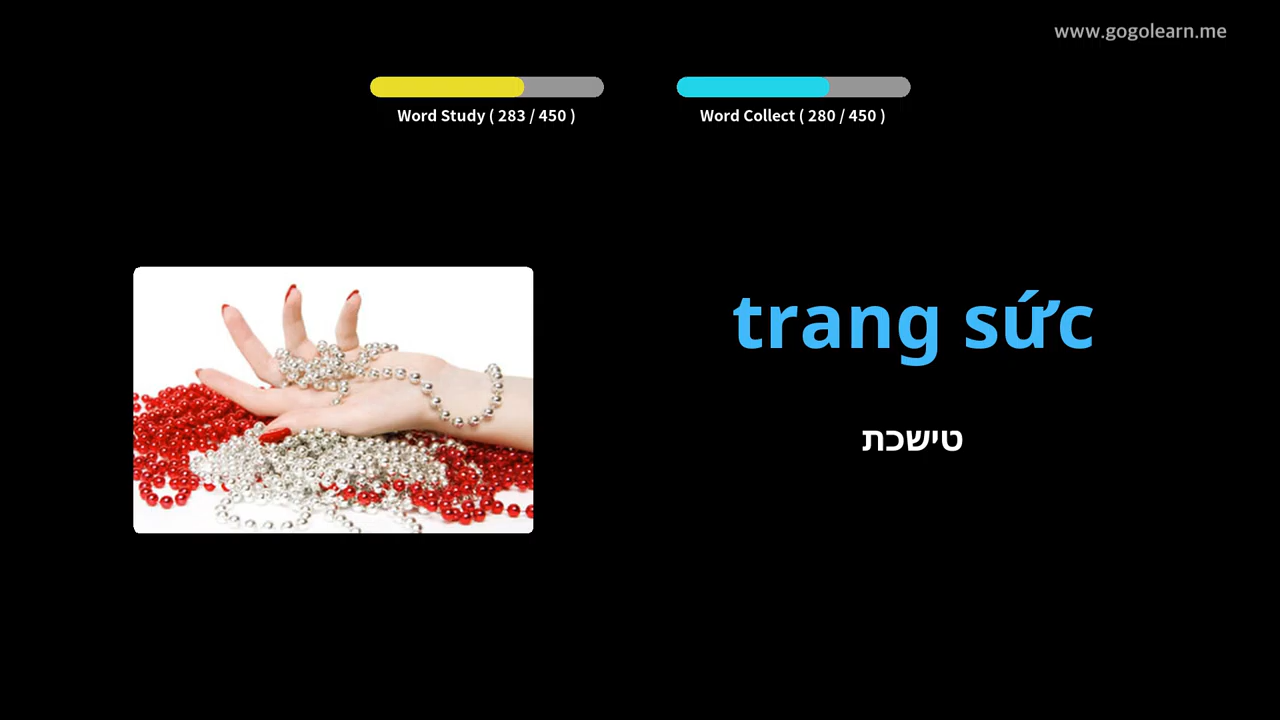 www.gogolearn.me
Word Study ( 283 / 450 )
Word Collect ( 280 / 450 )
trang sức
טישכת